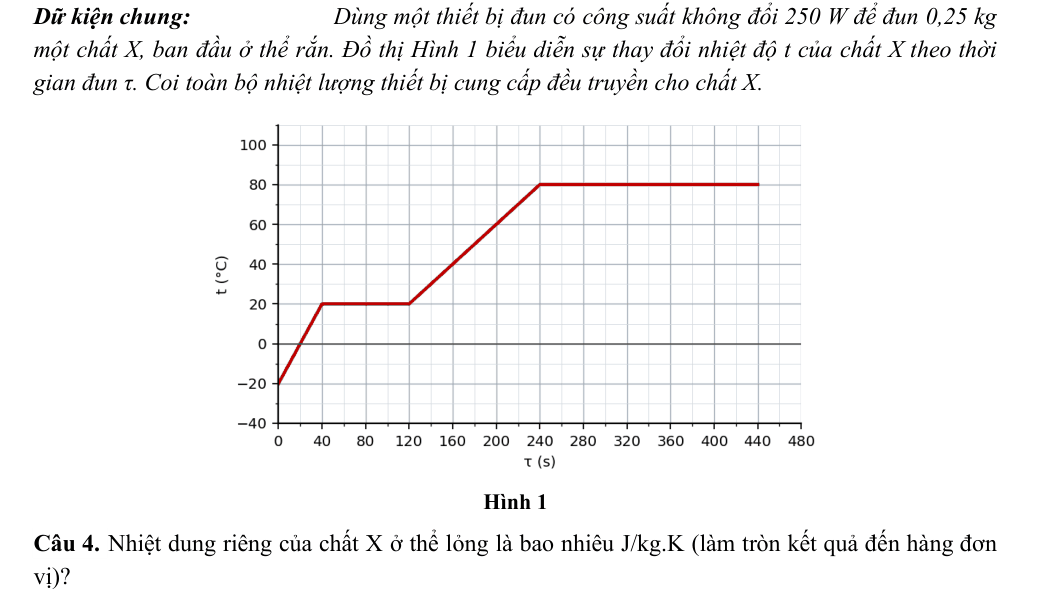 Dữ kiện chung: Dùng một thiết bị đun có công suất không đổi 250 W để đun 0,25 kg
một chất X, ban đầu ở thể rắn. Đồ thị Hình 1 biểu diễn sự thay đổi nhiệt độ t của chất X theo thời
gian đun τ. Coi toàn bộ nhiệt lượng thiết bị cung cấp đều truyền cho chất X.
100
80
60
40
20
0
−20
−40
t (°C)
0 40 80 120 160 200 240 280 320 360 400 440 480
τ (s)
Hình 1
Câu 4. Nhiệt dung riêng của chất X ở thể lỏng là bao nhiêu J/kg.K (làm tròn kết quả đến hàng đơn
vị)?